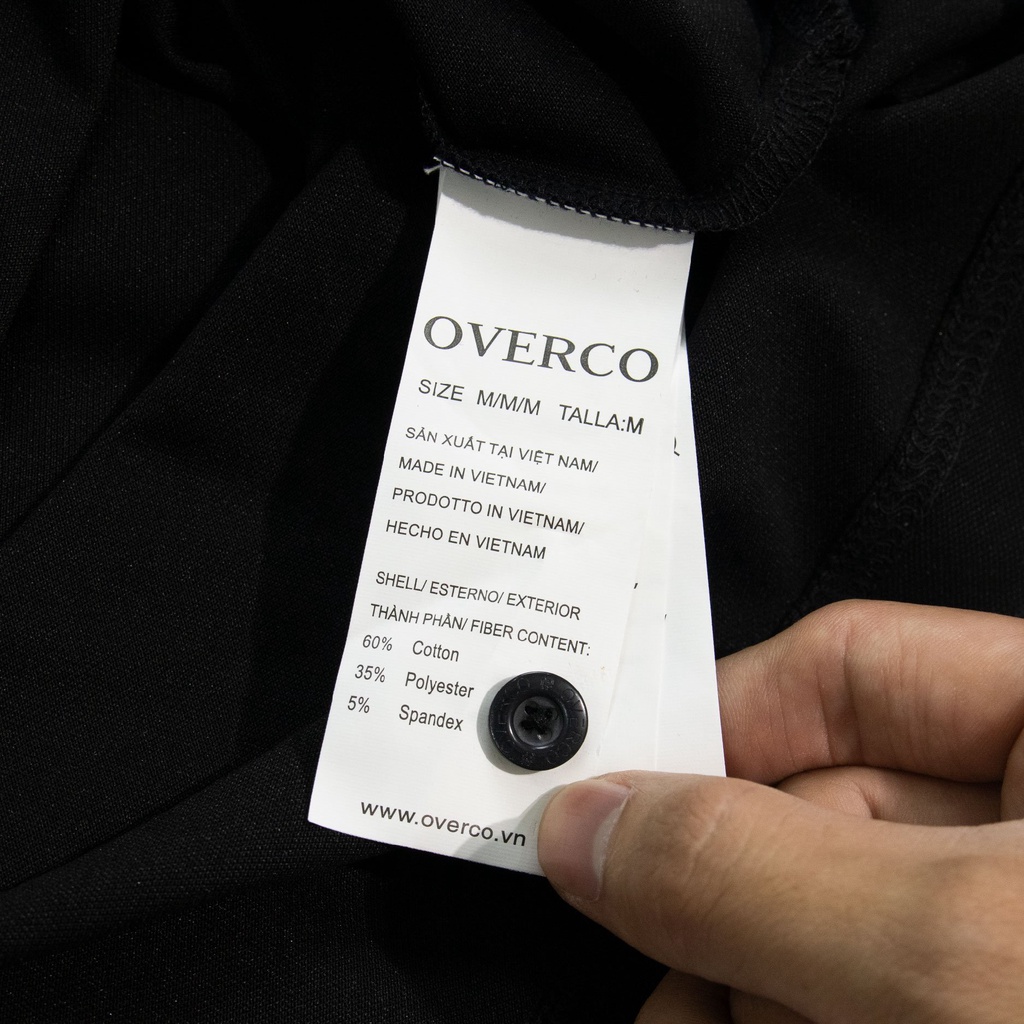 OVERCO
SIZE M/M/M TALLA:M
SẢN XUẤT TẠI VIỆT NAM/
MADE IN VIETNAM/
PRODOTTO IN VIETNAM/
HECHO EN VIETNAM
SHELL/ ESTERNO/ EXTERIOR
THÀNH PHẦN/ FIBER CONTENT:
60% Cotton
35% Polyester
5% Spandex
www.overco.vn